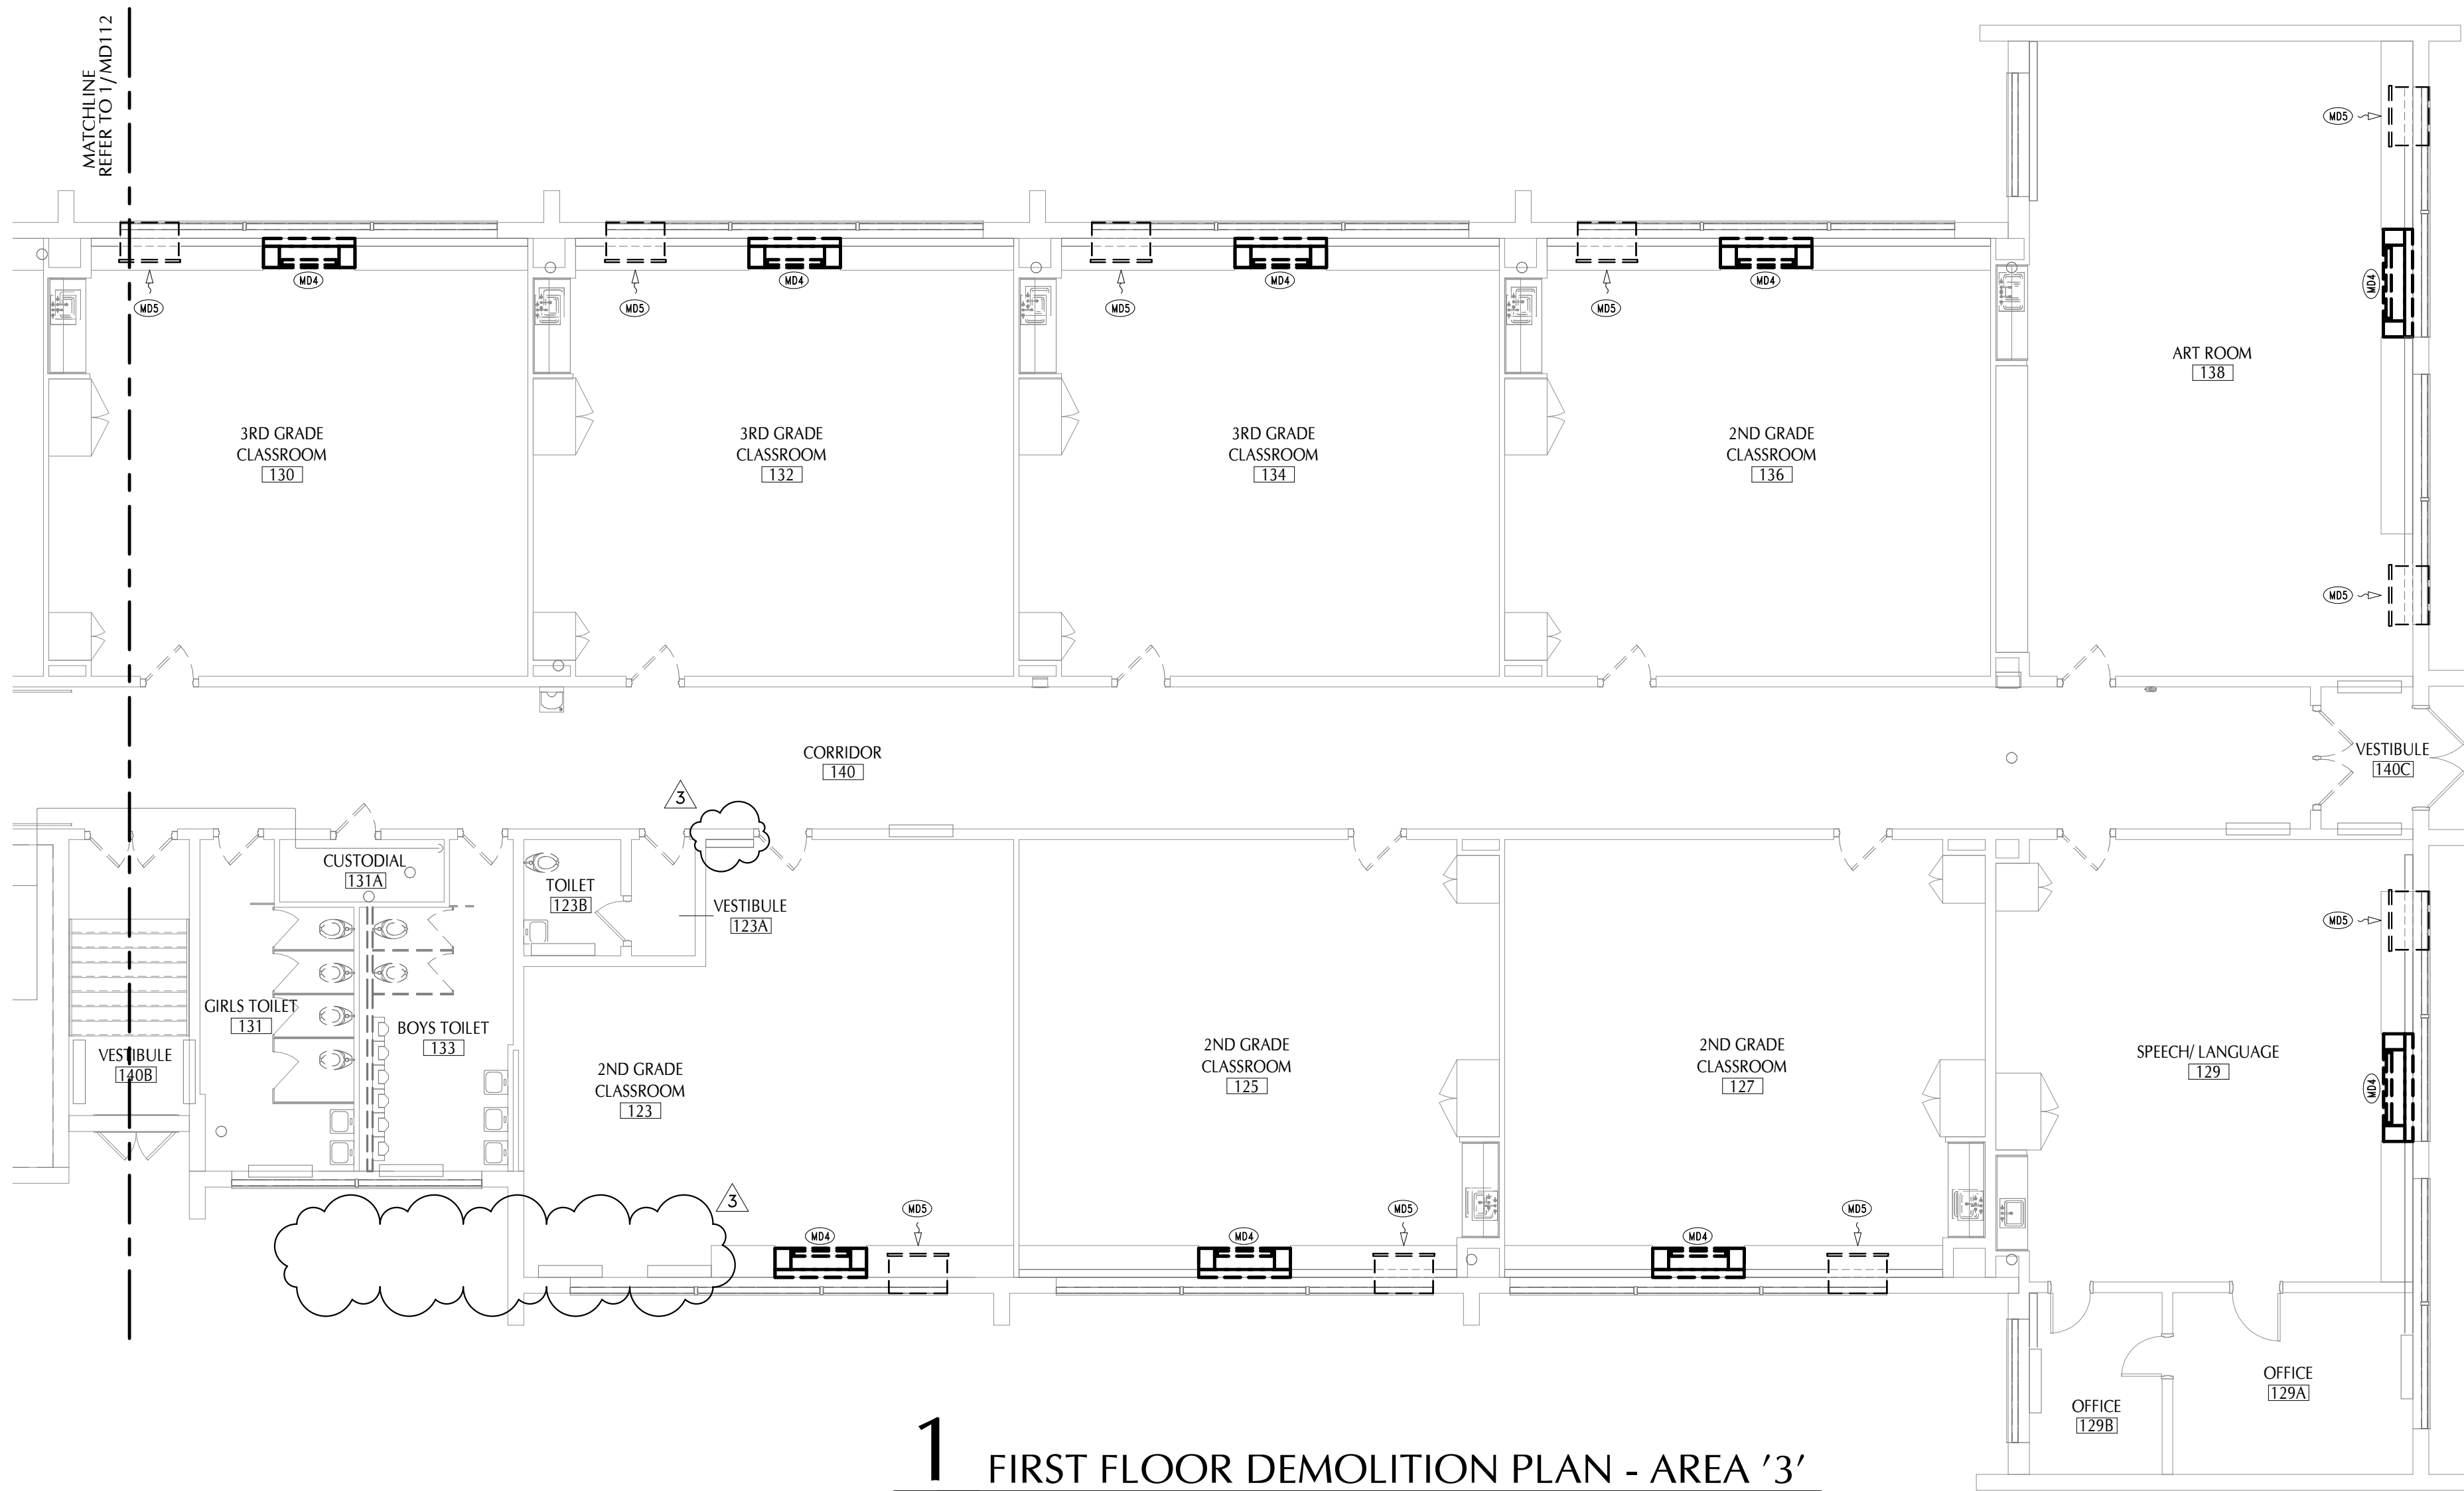 MATCHLINE
REFER TO 1/MD112
MD5
MD4
MD5
MD4
MD5
MD4
MD5
MD4
MD5
MD4
MD5
3RD GRADE
CLASSROOM
130
3RD GRADE
CLASSROOM
132
3RD GRADE
CLASSROOM
134
2ND GRADE
CLASSROOM
136
ART ROOM
138
CORRIDOR
140
VESTIBULE
140C
3
CUSTODIAL
131A
TOILET
123B
VESTIBULE
123A
MD5
GIRLS TOILET
131
BOYS TOILET
133
VESTIBULE
140B
2ND GRADE
CLASSROOM
123
2ND GRADE
CLASSROOM
125
2ND GRADE
CLASSROOM
127
SPEECH/ LANGUAGE
129
MD4
3
MD4
MD5
MD4
MD5
MD4
MD5
OFFICE
129A
OFFICE
129B
1 FIRST FLOOR DEMOLITION PLAN - AREA '3'